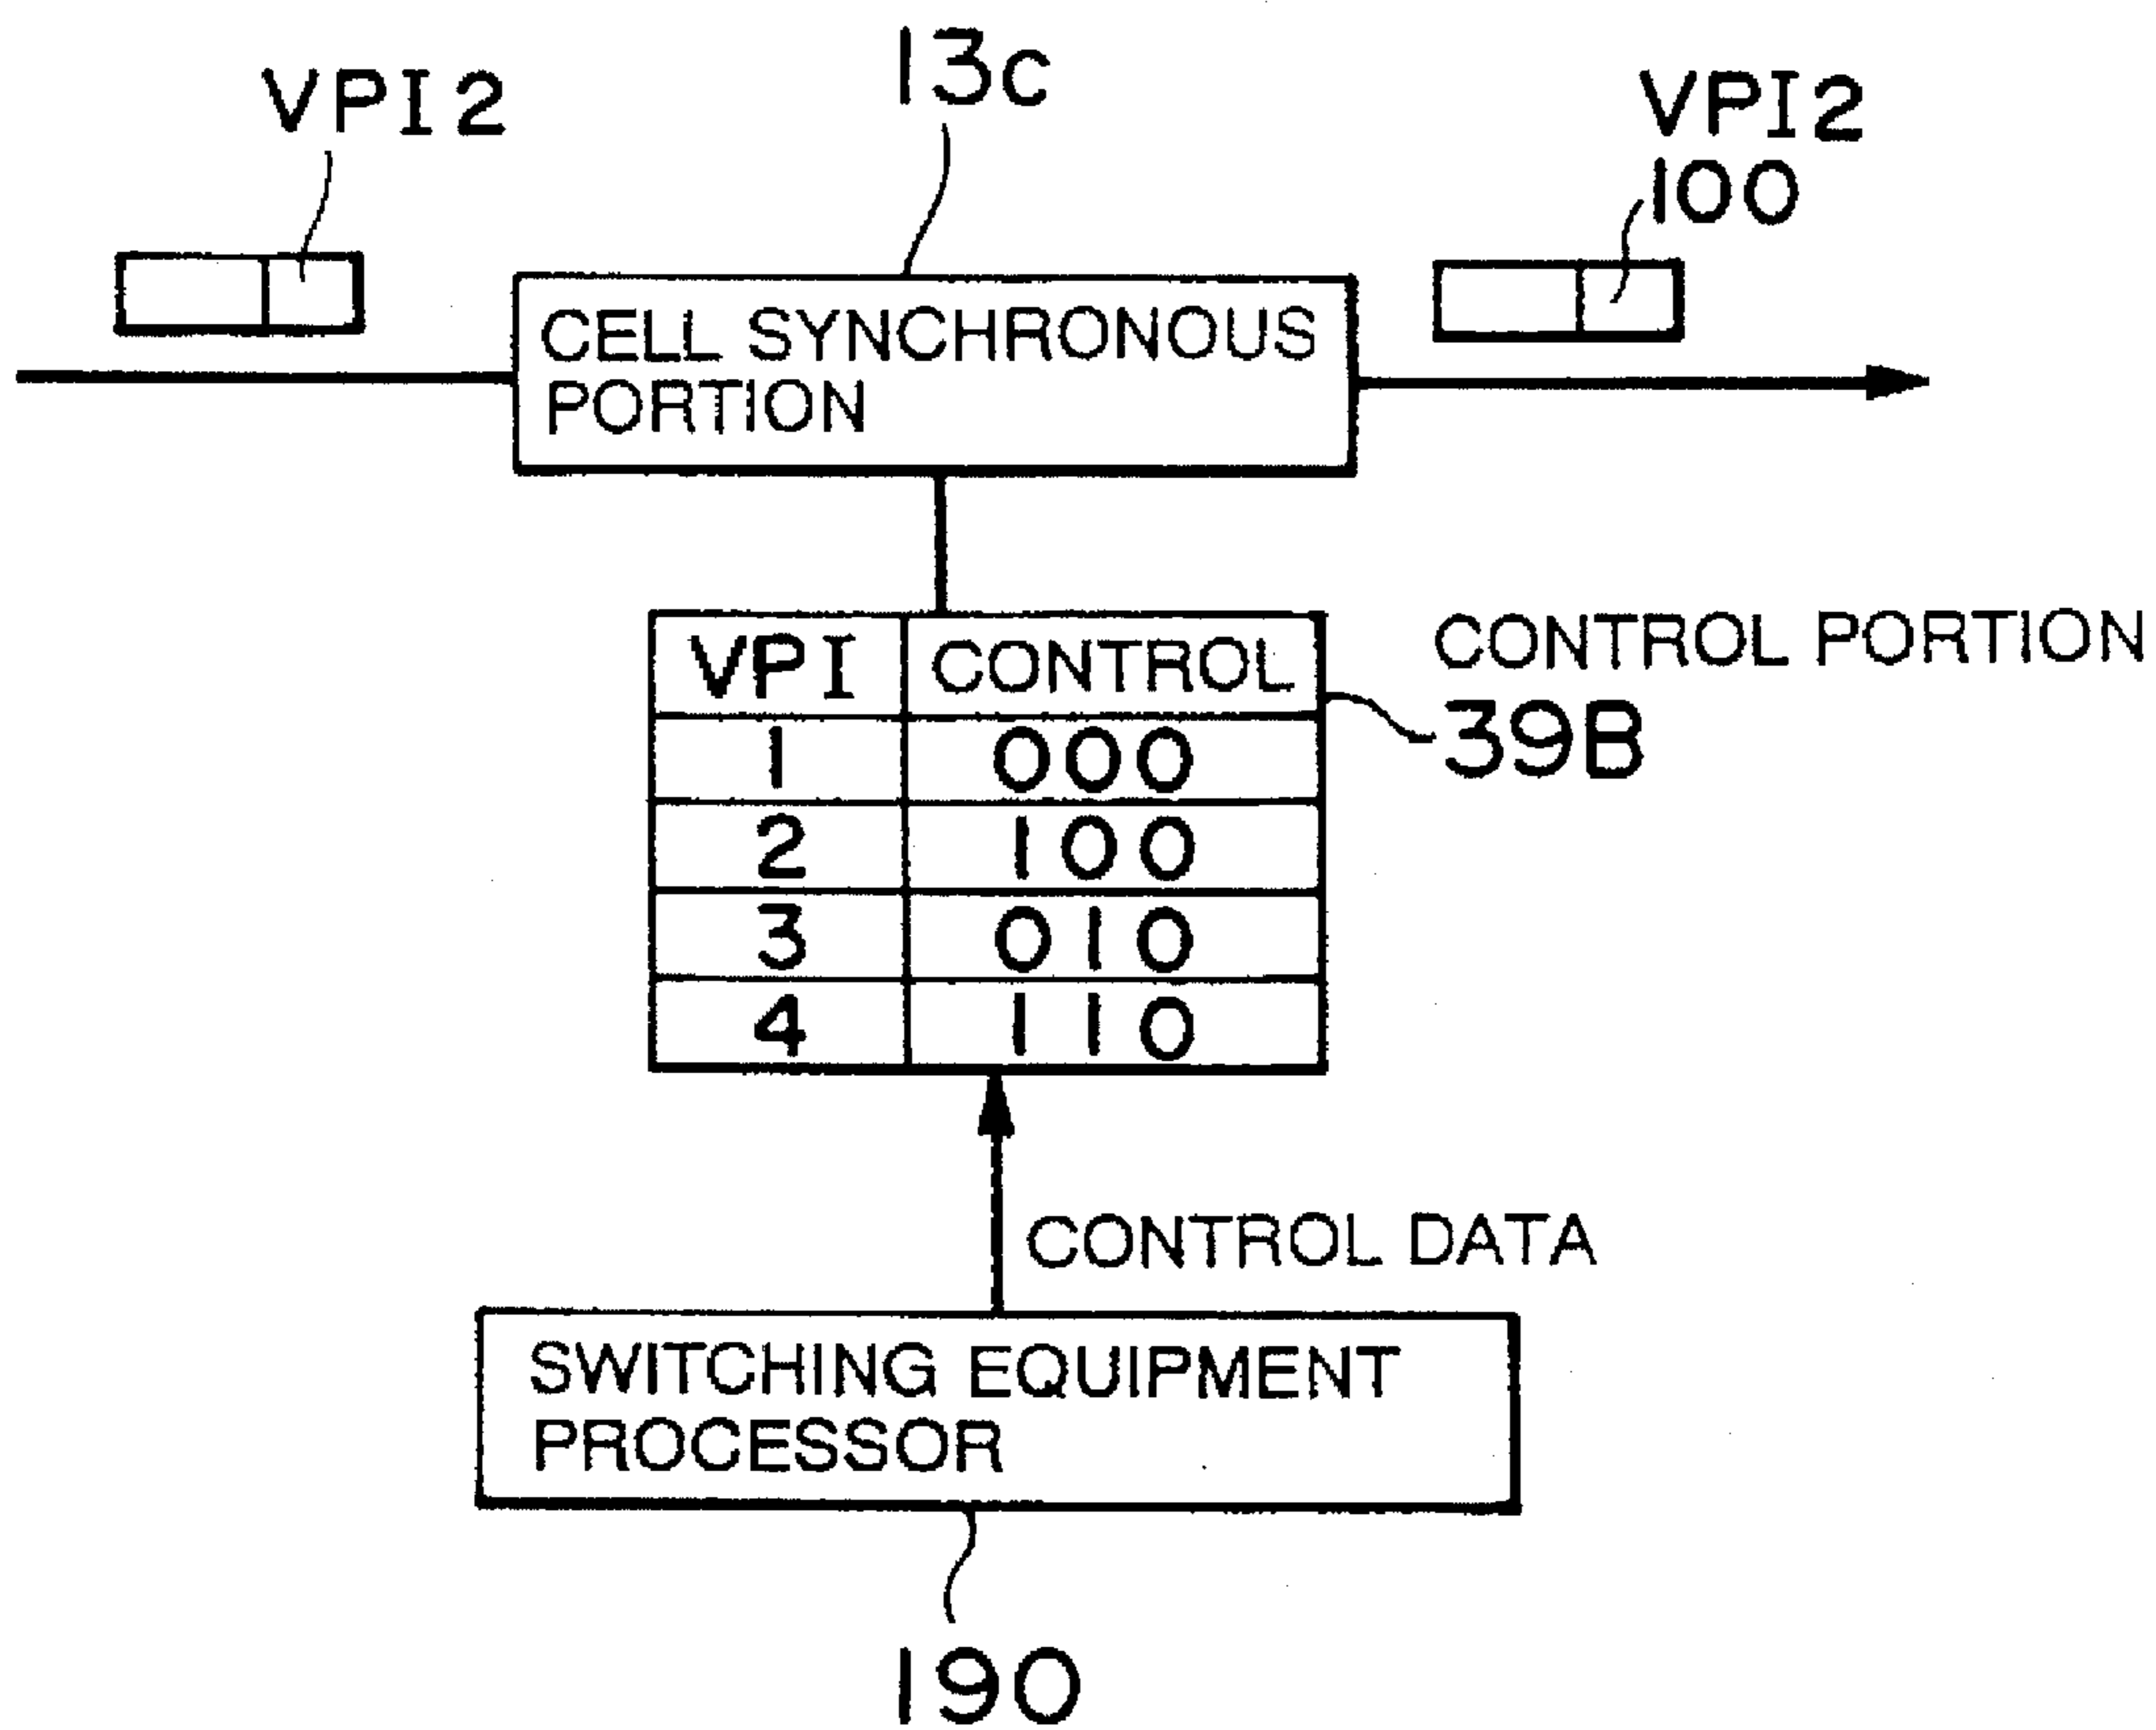 13c
VPI2
VPI2
100
CELL SYNCHRONOUS
PORTION
VPI CONTROL
1 000
2 100
3 010
4 110
CONTROL PORTION
39B
CONTROL DATA
SWITCHING EQUIPMENT
PROCESSOR
190